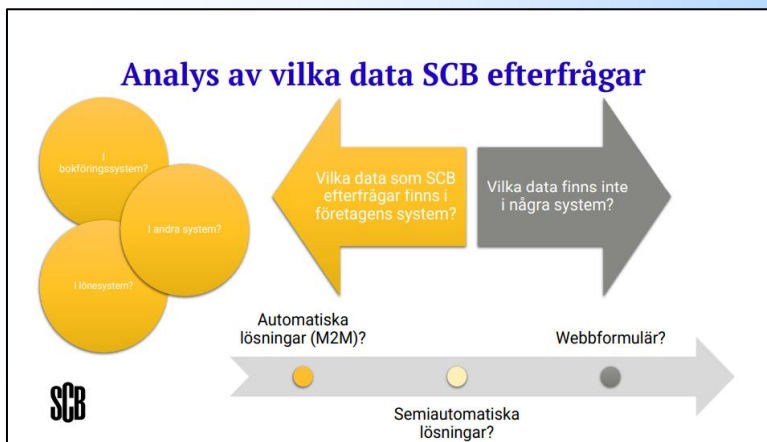 Analys av vilka data SCB efterfrågar
I
bokföringssystem?
I andra system?
I lönesystem?
Vilka data som SCB
efterfrågar finns i
företagens system?
Vilka data finns inte
i några system?
Automatiska
lösningar (M2M)?
Semiautomatiska
lösningar?
Webbformulär?
SCB